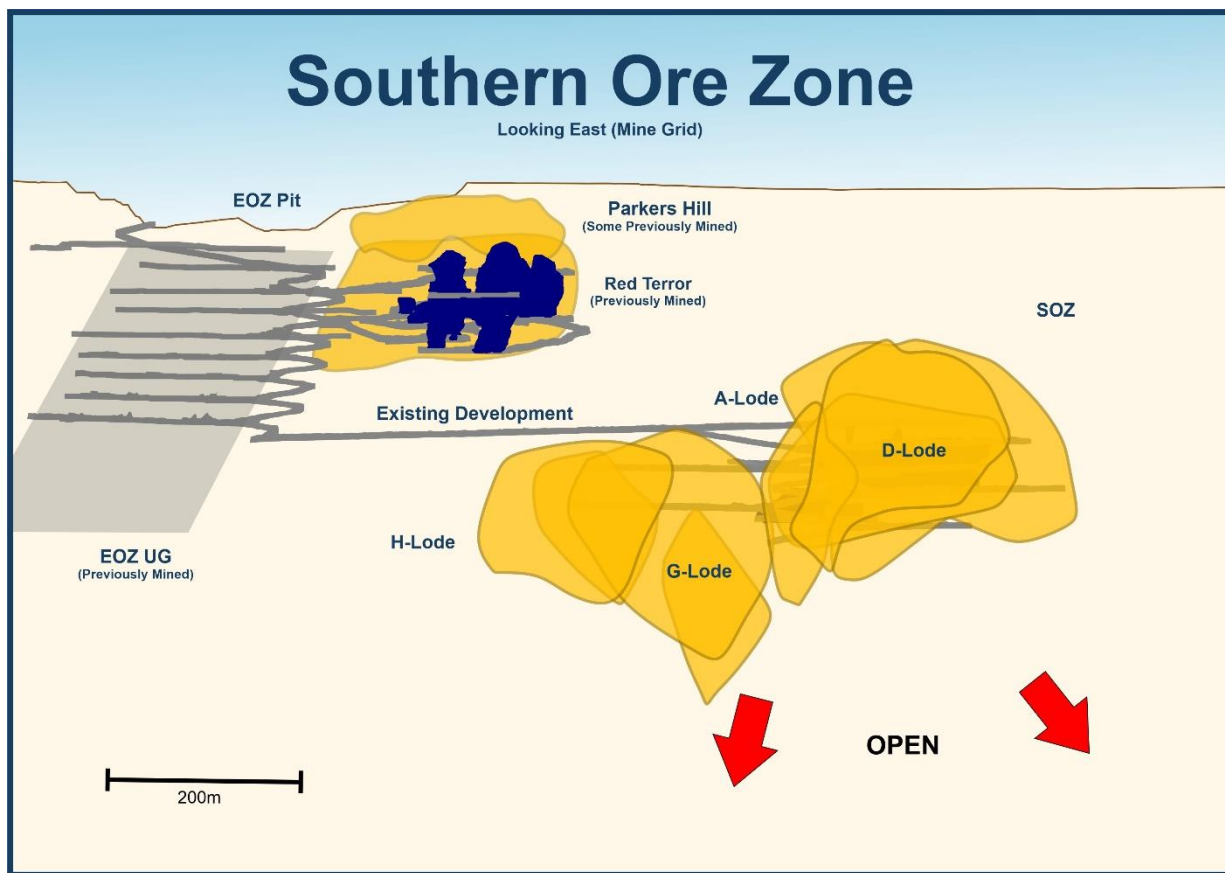 Southern Ore Zone
Looking East (Mine Grid)
EOZ Pit
Parkers Hill
(Some Previously Mined)
Red Terror
(Previously Mined)
SOZ
Existing Development
A-Lode
D-Lode
H-Lode
G-Lode
EOZ UG
(Previously Mined)
OPEN
200m